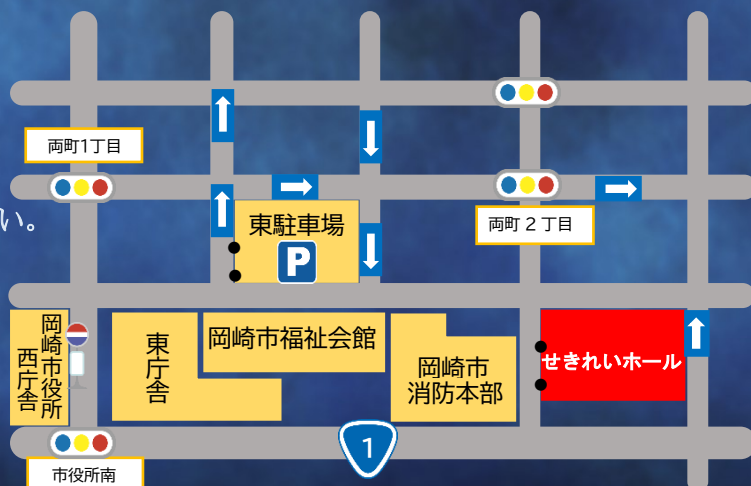 両町1丁目
い。
東駐車場
P
両町 2 丁目
岡崎市役所
西庁舎
東庁舎
岡崎市福祉会館
岡崎市
消防本部
せきれいホール
1
市役所南